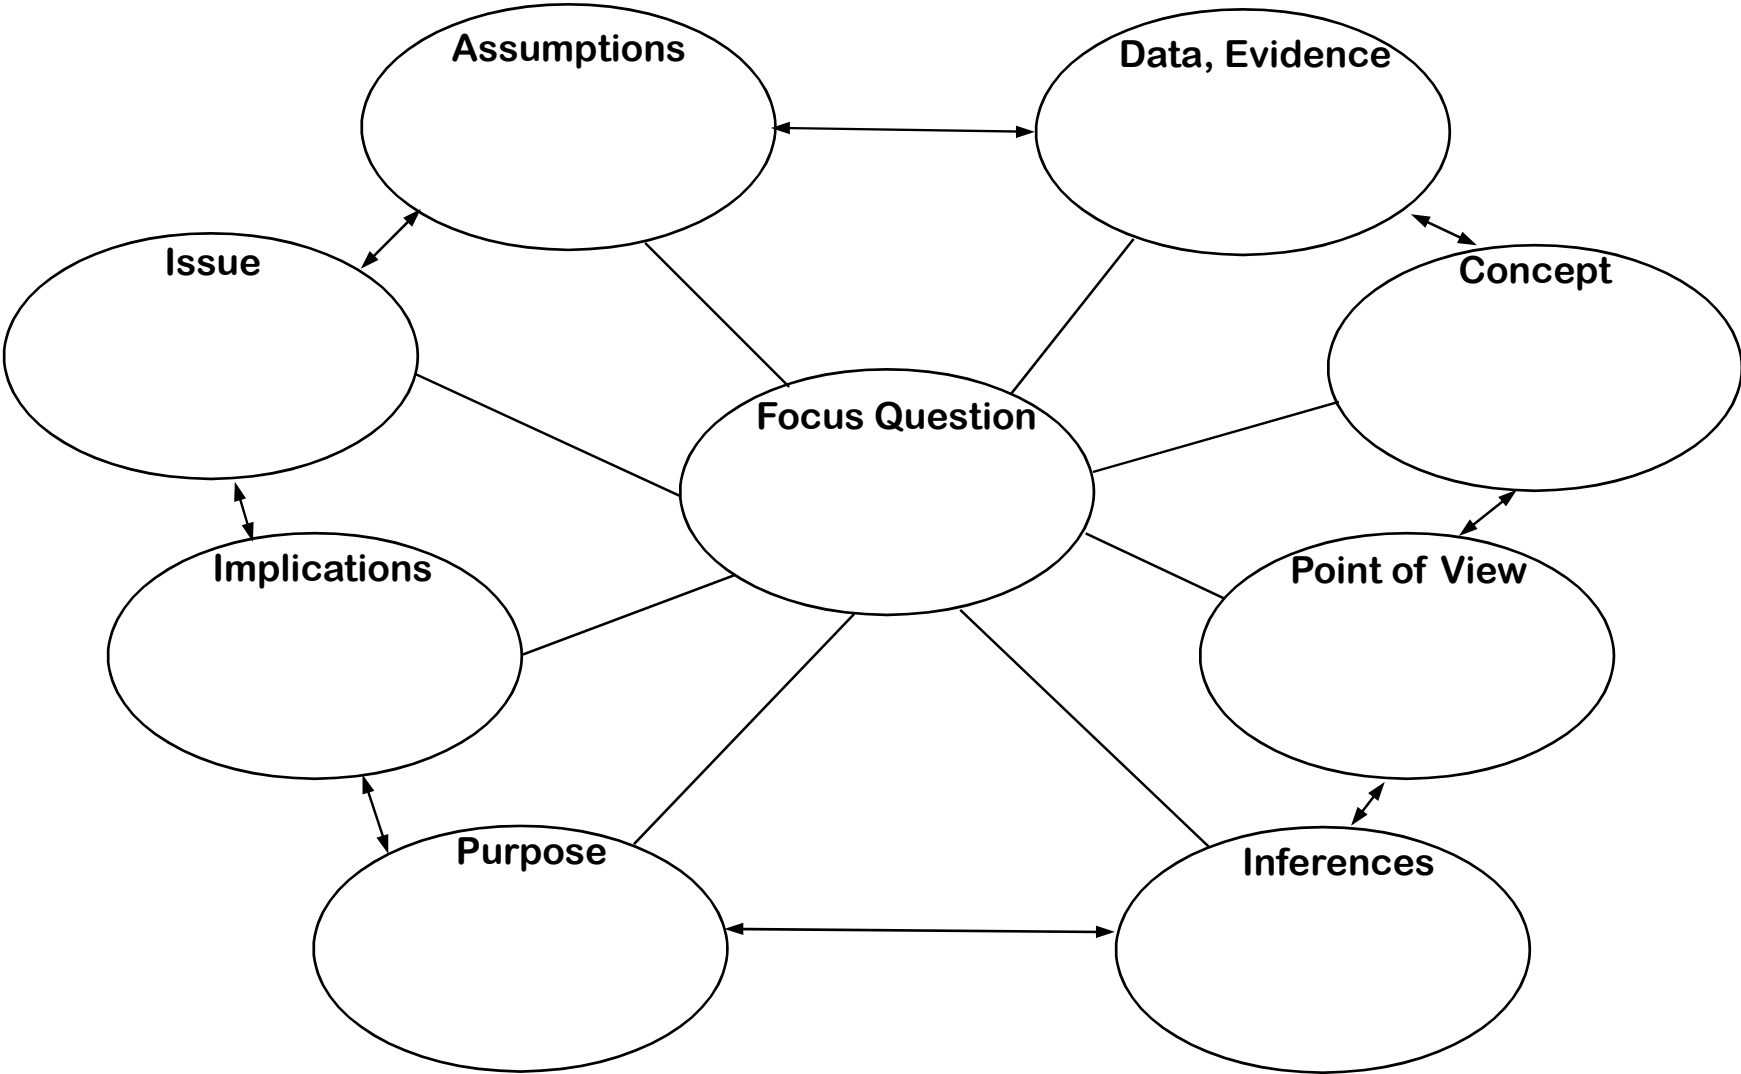 Assumptions
Data, Evidence
Issue
Concept
Focus Question
Implications
Point of View
Purpose
Inferences